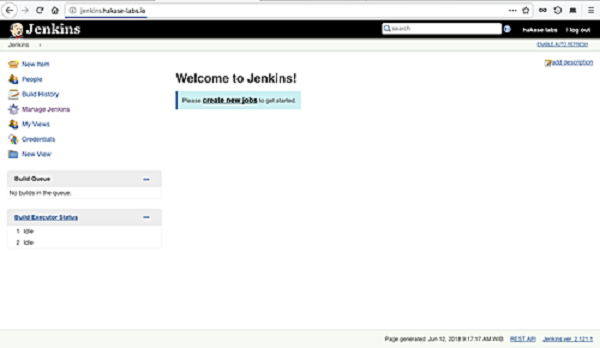 jenkins.hakase-labs.io
Jenkins
search
hakase-labs
log out
Jenkins
ENABLE AUTO REFRESH
New Item
People
Build History
Manage Jenkins
My Views
Credentials
New View
add description
Welcome to Jenkins!
Please create new jobs to get started.
Build Queue
No builds in the queue.
Build Executor Status
1 Idle
2 Idle
Page generated: Jun 12, 2018 9:17:17 AM WIB
REST API
Jenkins ver. 2.121.1